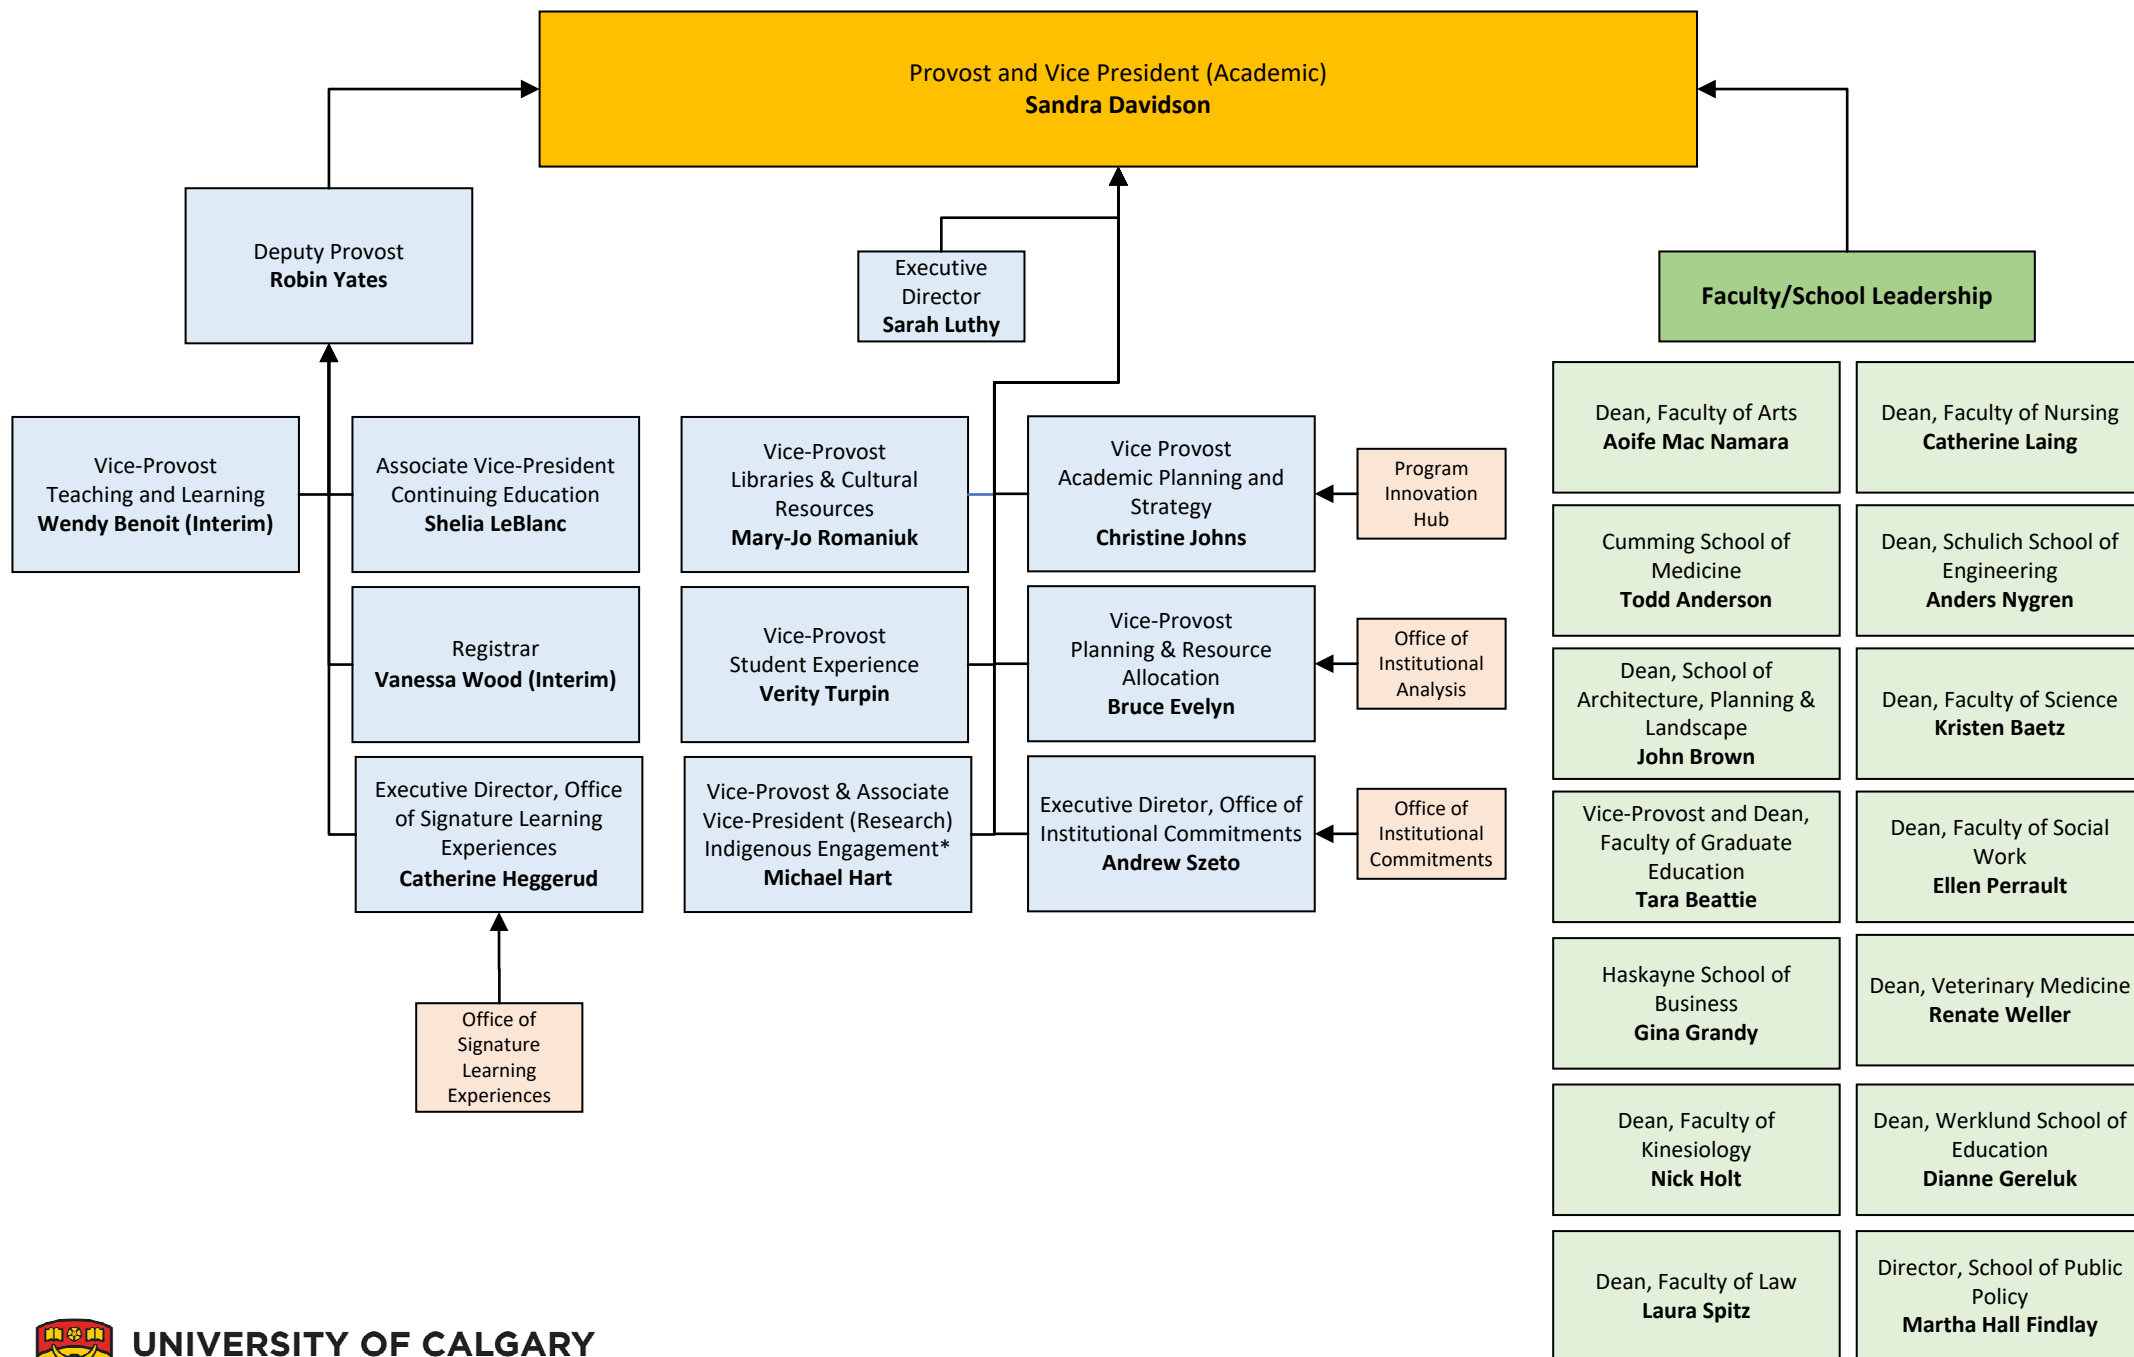 Provost and Vice President (Academic)
Sandra Davidson
Deputy Provost
Robin Yates
Executive
Director
Sarah Luthy
Faculty/School Leadership
Vice-Provost
Teaching and Learning
Wendy Benoit (Interim)
Associate Vice-President
Continuing Education
Shelia LeBlanc
Registrar
Vanessa Wood (Interim)
Executive Director, Office
of Signature Learning
Experiences
Catherine Heggerud
Office of
Signature
Learning
Experiences
Vice-Provost
Libraries & Cultural
Resources
Mary-Jo Romaniuk
Vice Provost
Academic Planning and
Strategy
Christine Johns
Program
Innovation
Hub
Vice-Provost
Student Experience
Verity Turpin
Vice-Provost
Planning & Resource
Allocation
Bruce Evelyn
Office of
Institutional
Analysis
Vice-Provost & Associate
Vice-President (Research)
Indigenous Engagement*
Michael Hart
Executive Diretor, Office of
Institutional Commitments
Andrew Szeto
Office of
Institutional
Commitments
Dean, Faculty of Arts
Aoife Mac Namara
Dean, Faculty of Nursing
Catherine Laing
Cumming School of
Medicine
Todd Anderson
Dean, Schulich School of
Engineering
Anders Nygren
Dean, School of
Architecture, Planning &
Landscape
John Brown
Dean, Faculty of Science
Kristen Baetz
Vice-Provost and Dean,
Faculty of Graduate
Education
Tara Beattie
Dean, Faculty of Social
Work
Ellen Perrault
Haskayne School of
Business
Gina Grandy
Dean, Veterinary Medicine
Renate Weller
Dean, Faculty of
Kinesiology
Nick Holt
Dean, Werklund School of
Education
Dianne Gereluk
Dean, Faculty of Law
Laura Spitz
Director, School of Public
Policy
Martha Hall Findlay
UNIVERSITY OF CALGARY